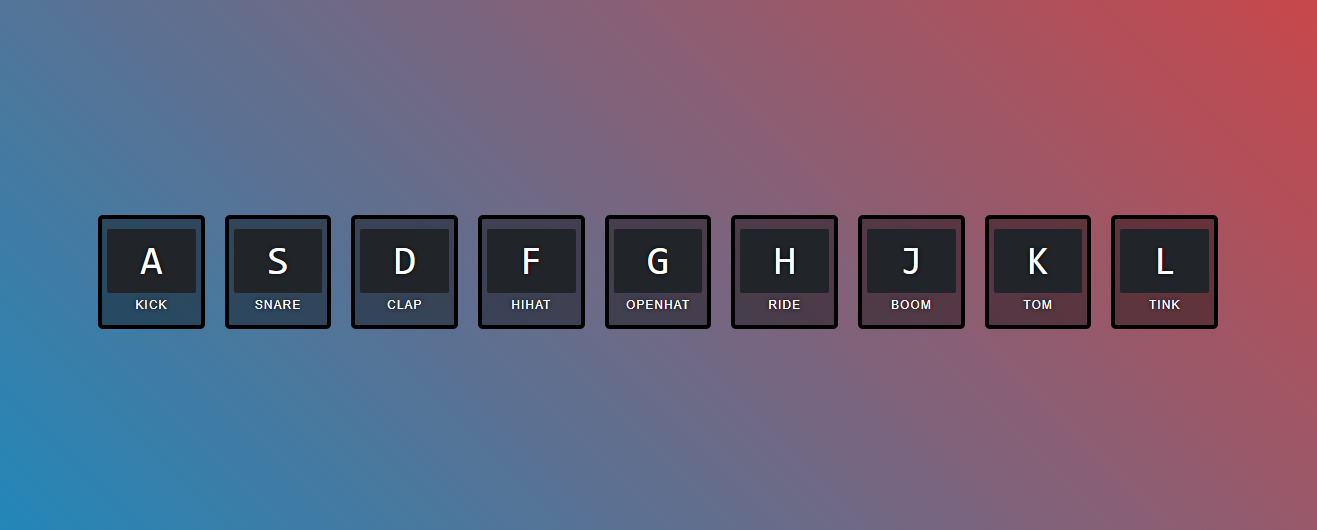 A S D F G H J K L
KICK SNARE CLAP HIHAT OPENHAT RIDE BOOM TOM TINK